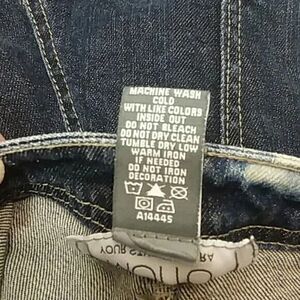 MACHINE WASH
COLD
WITH LIKE COLORS
INSIDE OUT
DO NOT BLEACH
DO NOT DRY CLEAN
TUMBLE DRY LOW
WARM IRON
IF NEEDED
DO NOT IRON
DECORATION
A14445
YOUR